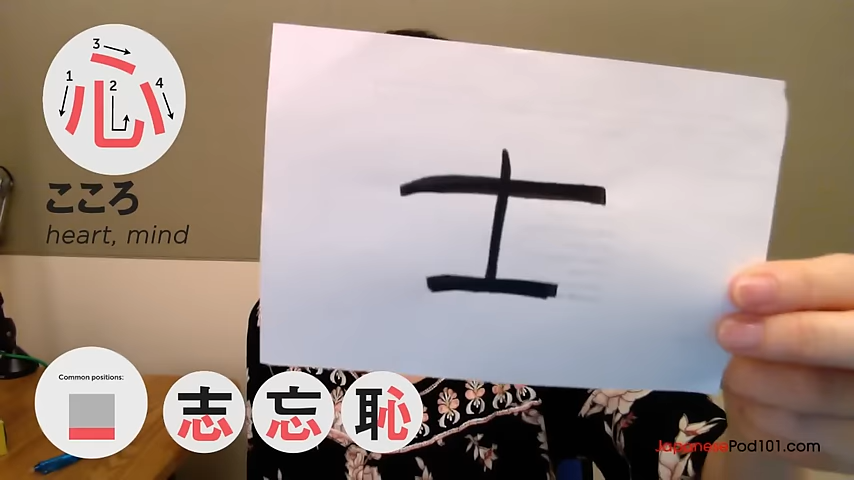 心
1
2
3
4
こころ
heart, mind
士
Common positions:
志 忘 恥
JapanesePod101.com